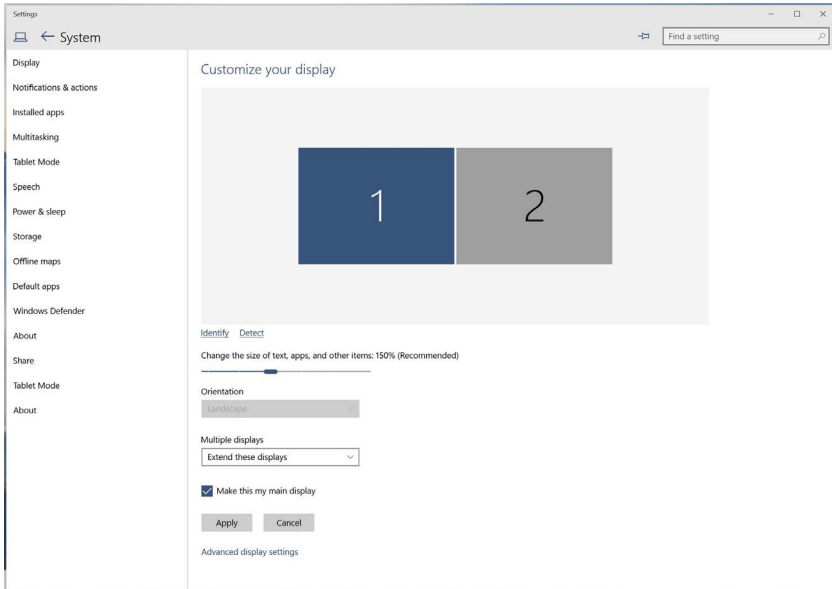 Settings
System
Find a setting
Display
Notifications & actions
Installed apps
Multitasking
Tablet Mode
Speech
Power & sleep
Storage
Offline maps
Default apps
Windows Defender
About
Share
Tablet Mode
About
Customize your display
1 2
Identify Detect
Change the size of text, apps, and other items: 150% (Recommended)
Orientation
Landscape
Multiple displays
Extend these displays
Make this my main display
Apply Cancel
Advanced display settings